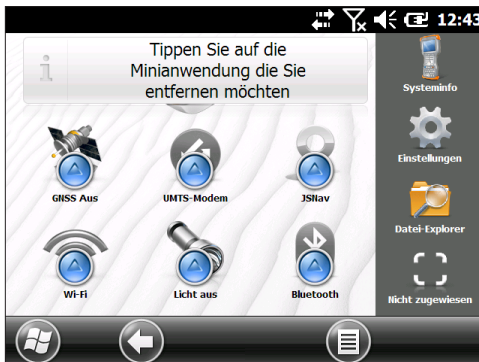 12:43
Tippen Sie auf die
Minianwendung die Sie
entfernen möchten
Systeminfo
GNSS Aus
UMTS-Modem
JSNav
Einstellungen
Datei-Explorer
Wi-Fi
Licht aus
Bluetooth
Nicht zugewiesen